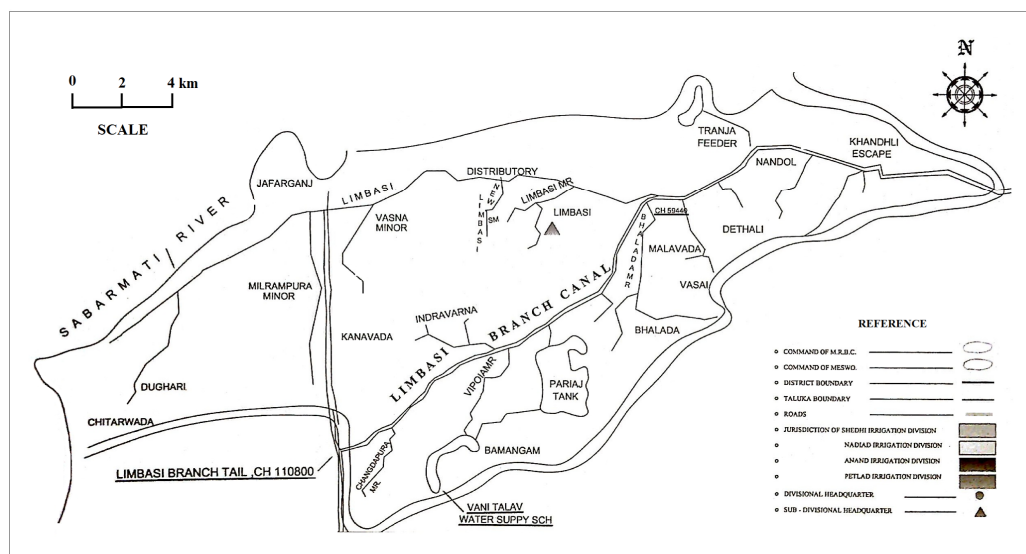 N
0 2 4 km
SCALE
TRANJA
FEEDER
KHANDHLI
ESCAPE
NANDOL
JAFARGANJ
LIMBASI
DISTRIBUTORY
NEW
LIMBASI
SM
LIMBASI MR.
LIMBASI
VASNA
MINOR
CH 59440
BHALADAMR
DETHALI
MALAVADA
SABARMATI RIVER
MILRAMPURA
MINOR
VASAI
INDRAVARNA
KANAVADA
LIMBASI BRANCH CANAL
BHALADA
VIPOJAMR
PARIAJ
TANK
DUGHARI
CHITARWADA
BAMANGAM
CHANGDAPURA
MR.
LIMBASI BRANCH TAIL ,CH 110800
VANI TALAV
WATER SUPPY SCH
REFERENCE
COMMAND OF M.R.B.C.
COMMAND OF MESWO.
DISTRICT BOUNDARY
TALUKA BOUNDARY
ROADS
JURISDICTION OF SHEDHI IRRIGATION DIVISION
NADIAD IRRIGATION DIVISION
ANAND IRRIGATION DIVISION
PETLAD IRRIGATION DIVISION
DIVISIONAL HEADQUARTER
SUB - DIVISIONAL HEADQUARTER